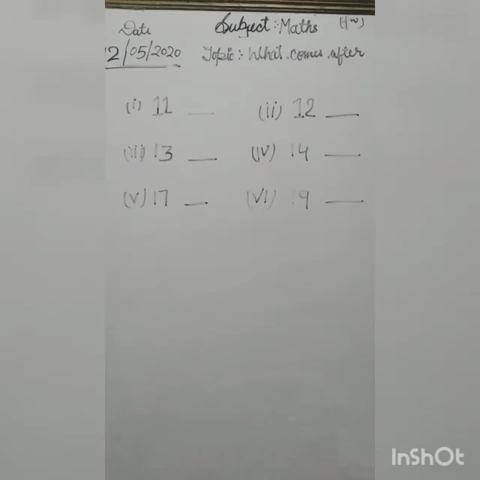 Date Subject:- Maths (HW)
12/05/2020 Topic:- What comes after
(i) 11 __ (ii) 12 __
(iii) 13 __ (iv) 14 __
(v) 17 __ (vi) 19 __
InShOt